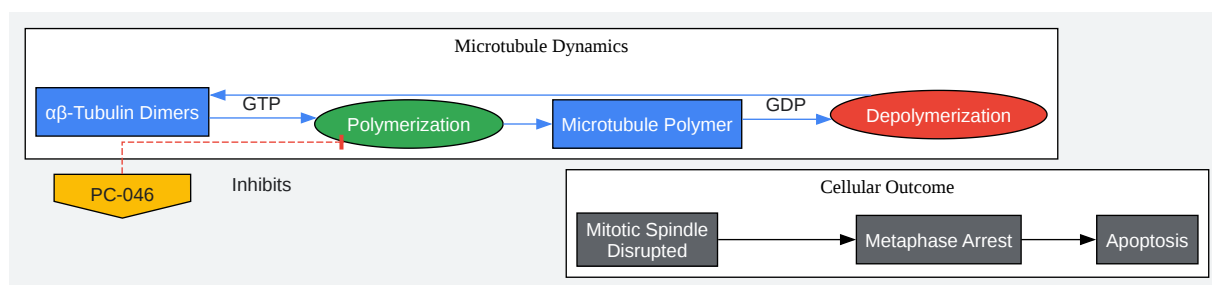 Microtubule Dynamics
αβ-Tubulin Dimers
GTP
Polymerization
Microtubule Polymer
GDP
Depolymerization
PC-046
Inhibits
Cellular Outcome
Mitotic Spindle
Disrupted
Metaphase Arrest
Apoptosis